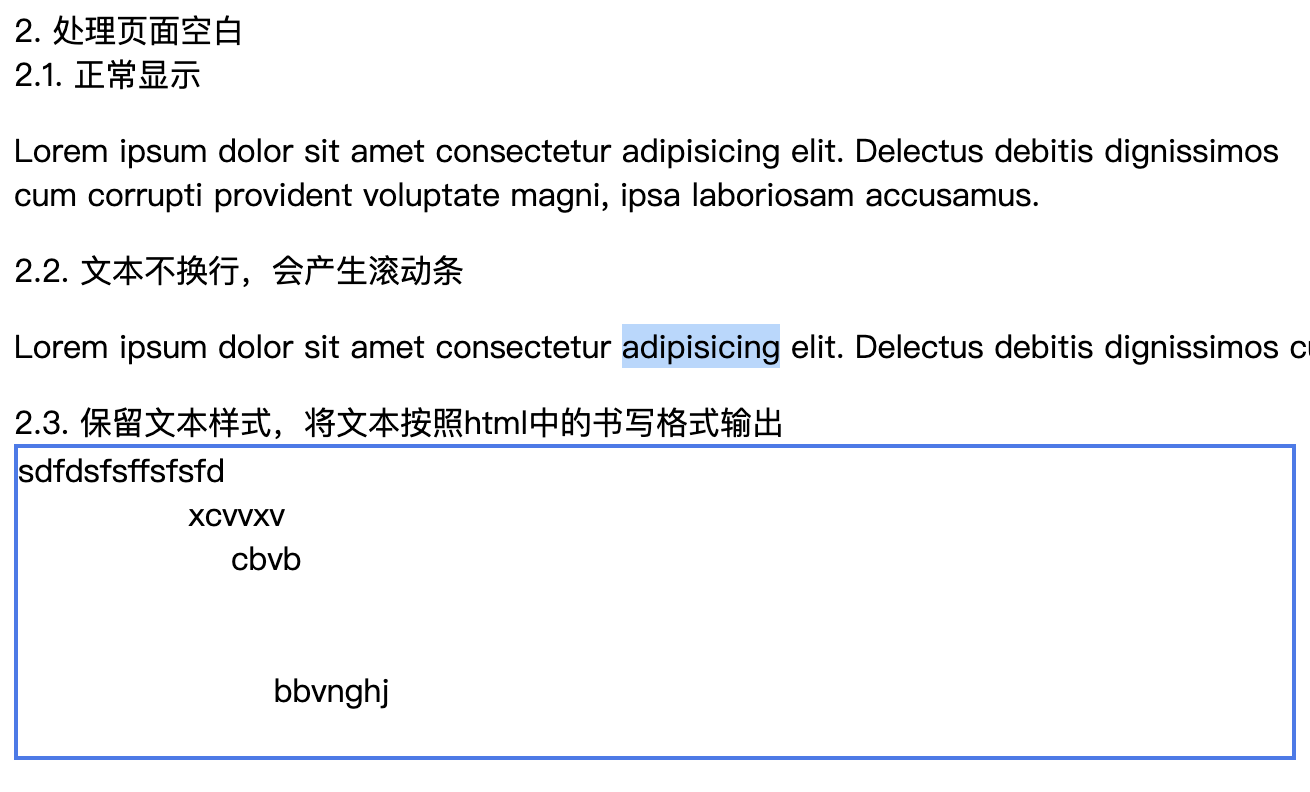 2. 处理页面空白
2.1. 正常显示
Lorem ipsum dolor sit amet consectetur adipisicing elit. Delectus debitis dignissimos
cum corrupti provident voluptate magni, ipsa laboriosam accusamus.
2.2. 文本不换行，会产生滚动条
Lorem ipsum dolor sit amet consectetur adipisicing elit. Delectus debitis dignissimos
2.3. 保留文本样式，将文本按照html中的书写格式输出
sdfdsfsffsfsfd
xcvvxv
cbvb
bbvnghj